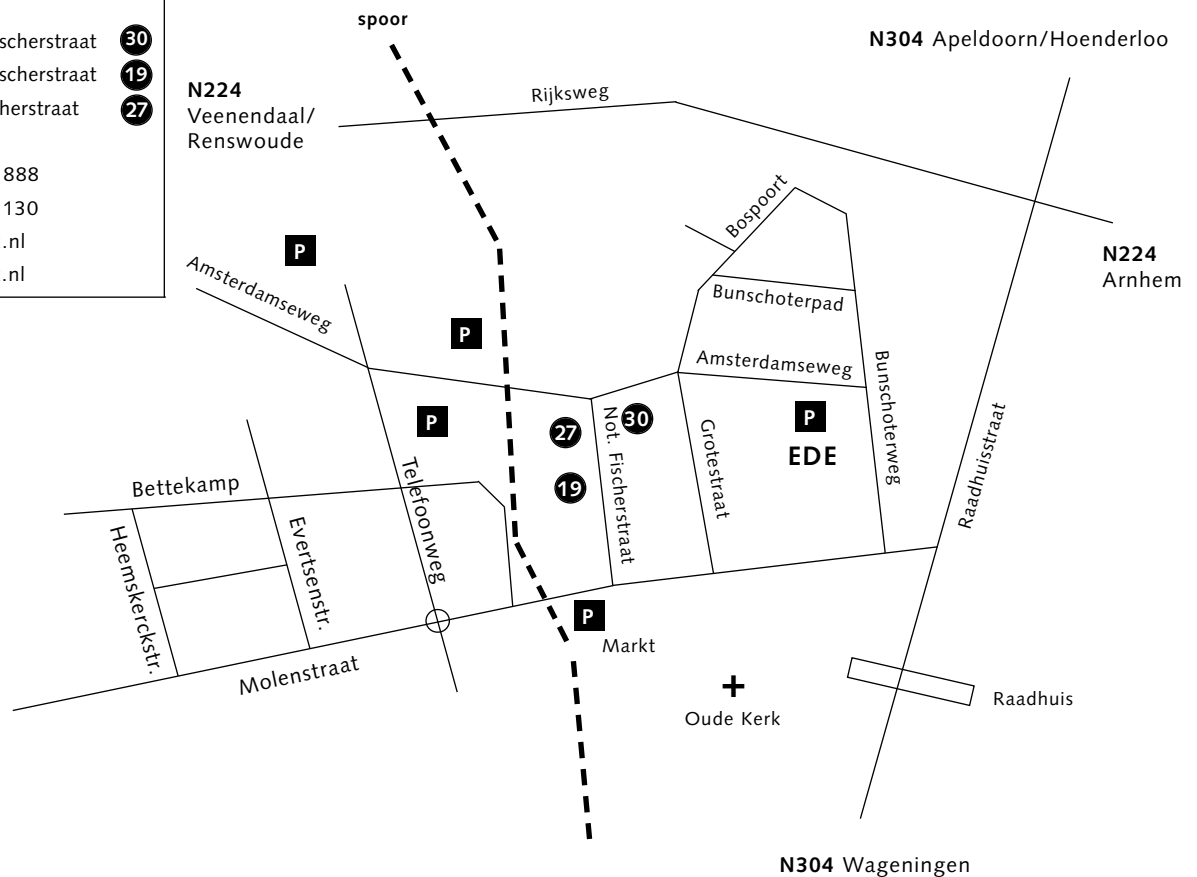 scherstraat 30
scherstraat 19
herstraat 27
888
130
.nl
.nl
spoor
N304 Apeldoorn/Hoenderloo
N224
Veenendaal/
Renswoude
Rijksweg
Bospoort
N224
Arnhem
P
Amsterdamseweg
Bunschoterpad
P
Amsterdamseweg
Bunschoterweg
P
27
Not. Fischerstraat
30
Grotestraat
P
EDE
Raadhuisstraat
19
Bettekamp
Telefoonweg
Heemskerckstr.
Evertsenstr.
P
Markt
Molenstraat
Oude Kerk
Raadhuis
N304 Wageningen